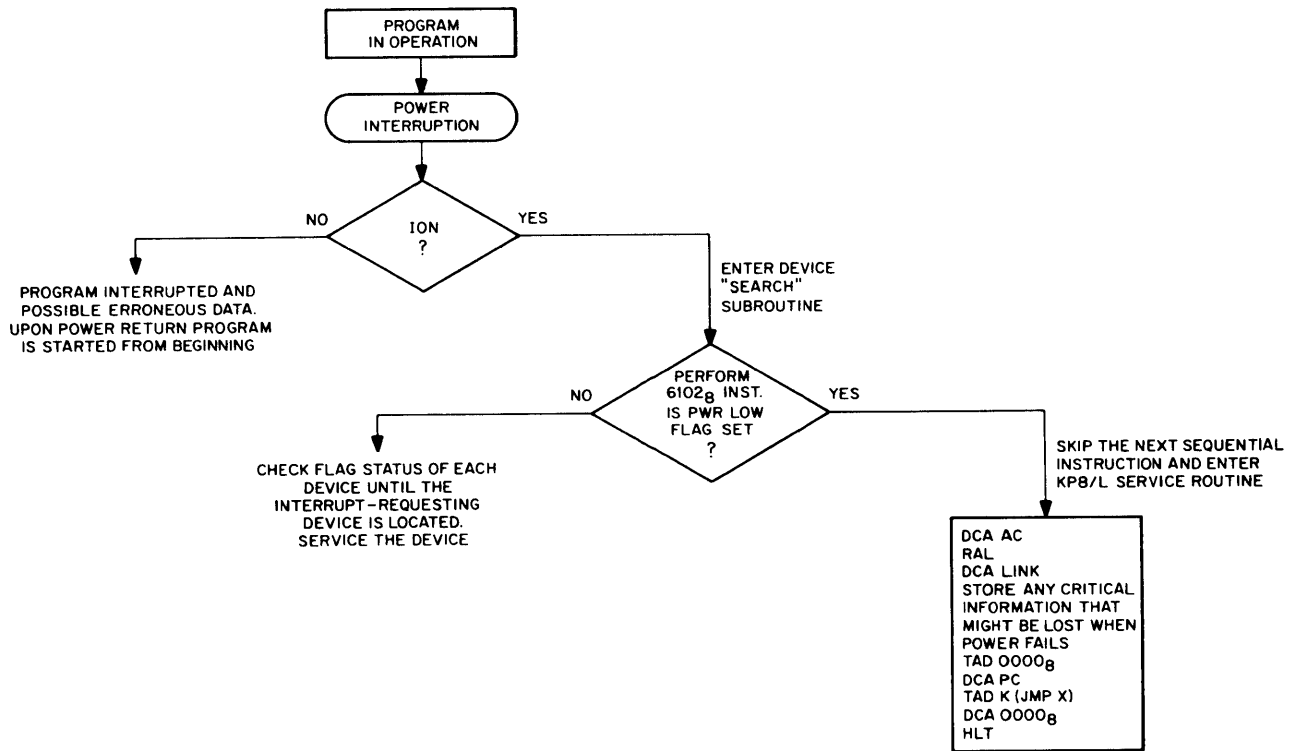 PROGRAM
IN OPERATION
POWER
INTERRUPTION
ION
?
NO
YES
PROGRAM INTERRUPTED AND
POSSIBLE ERRONEOUS DATA.
UPON POWER RETURN PROGRAM
IS STARTED FROM BEGINNING
ENTER DEVICE
"SEARCH"
SUBROUTINE
PERFORM
6102₈ INST.
IS PWR LOW
FLAG SET
?
NO
YES
CHECK FLAG STATUS OF EACH
DEVICE UNTIL THE
INTERRUPT-REQUESTING
DEVICE IS LOCATED.
SERVICE THE DEVICE
SKIP THE NEXT SEQUENTIAL
INSTRUCTION AND ENTER
KP8/L SERVICE ROUTINE
DCA AC
RAL
DCA LINK
STORE ANY CRITICAL
INFORMATION THAT
MIGHT BE LOST WHEN
POWER FAILS
TAD 0000₈
DCA PC
TAD K (JMP X)
DCA 0000₈
HLT